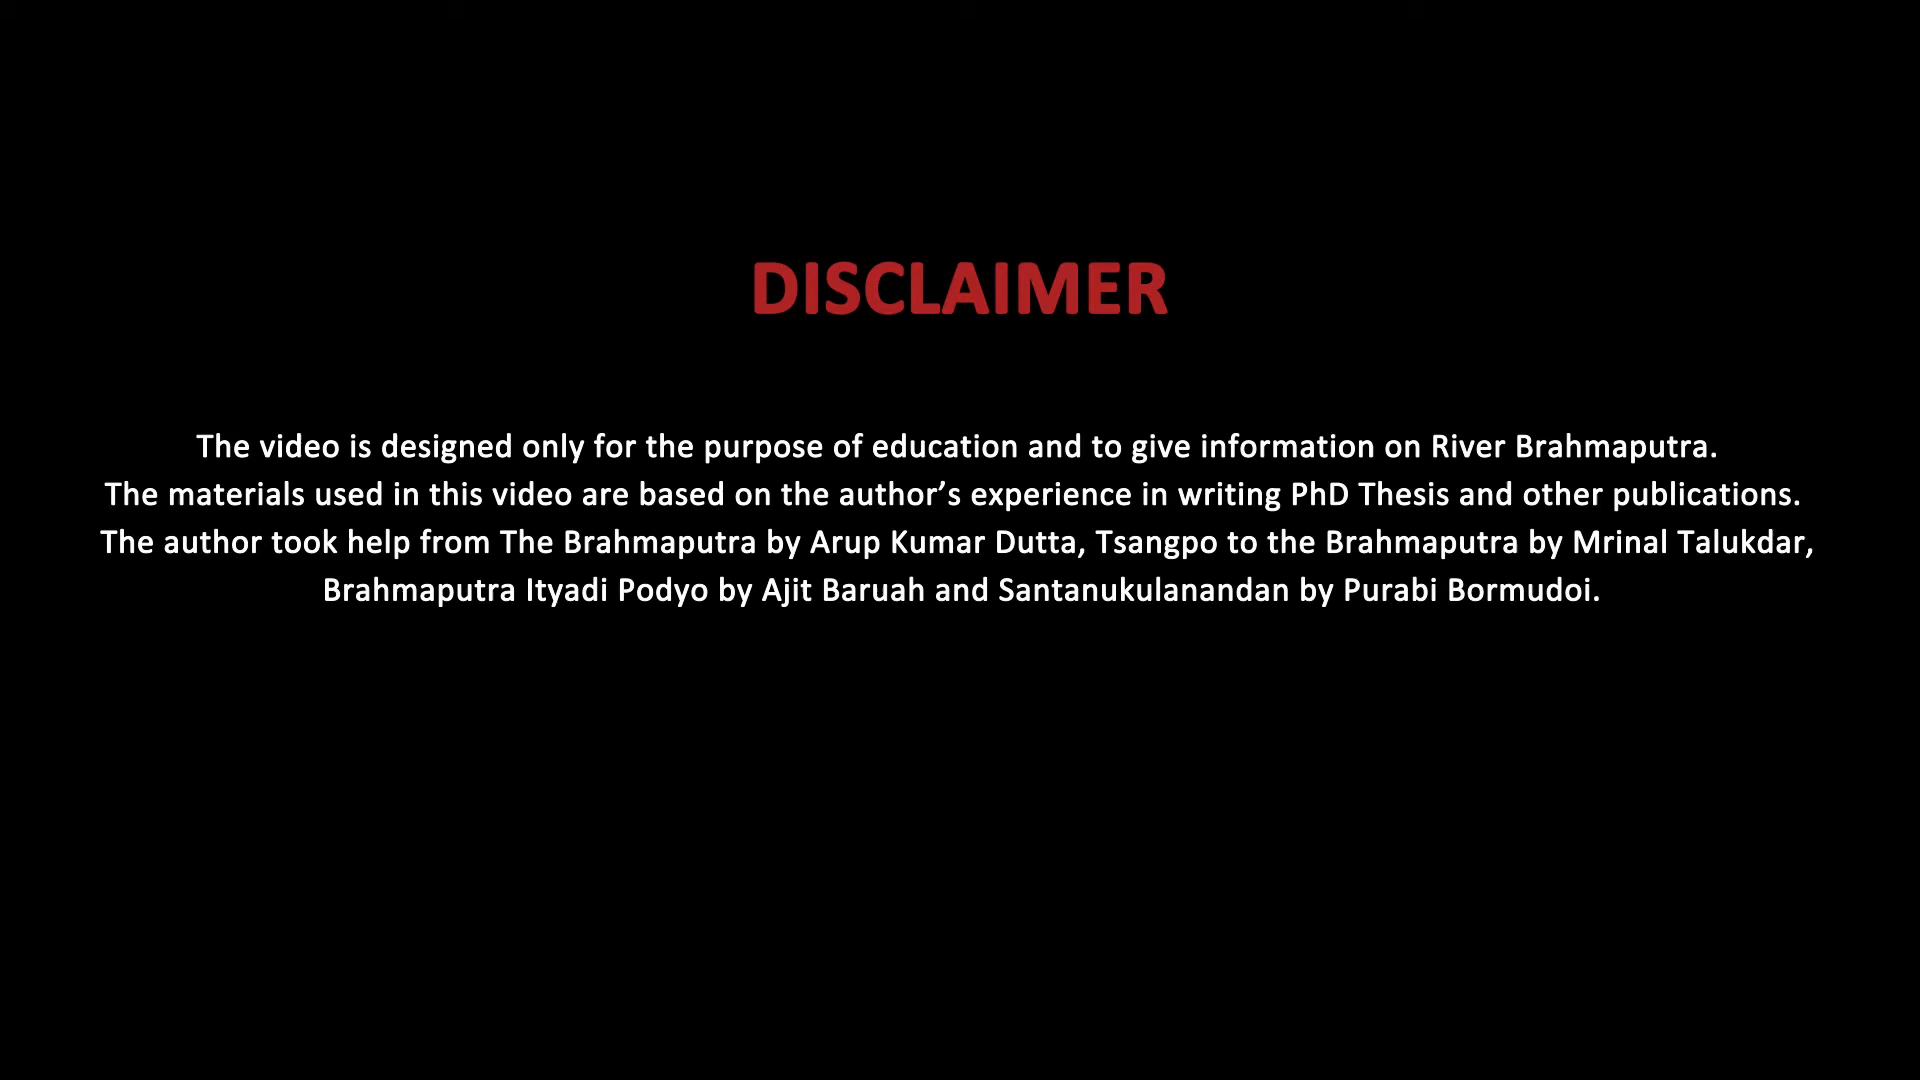 DISCLAIMER
The video is designed only for the purpose of education and to give information on River Brahmaputra.
The materials used in this video are based on the author’s experience in writing PhD Thesis and other publications.
The author took help from The Brahmaputra by Arup Kumar Dutta, Tsangpo to the Brahmaputra by Mrinal Talukdar,
Brahmaputra Ityadi Podyo by Ajit Baruah and Santanukulanandan by Purabi Bormudoi.